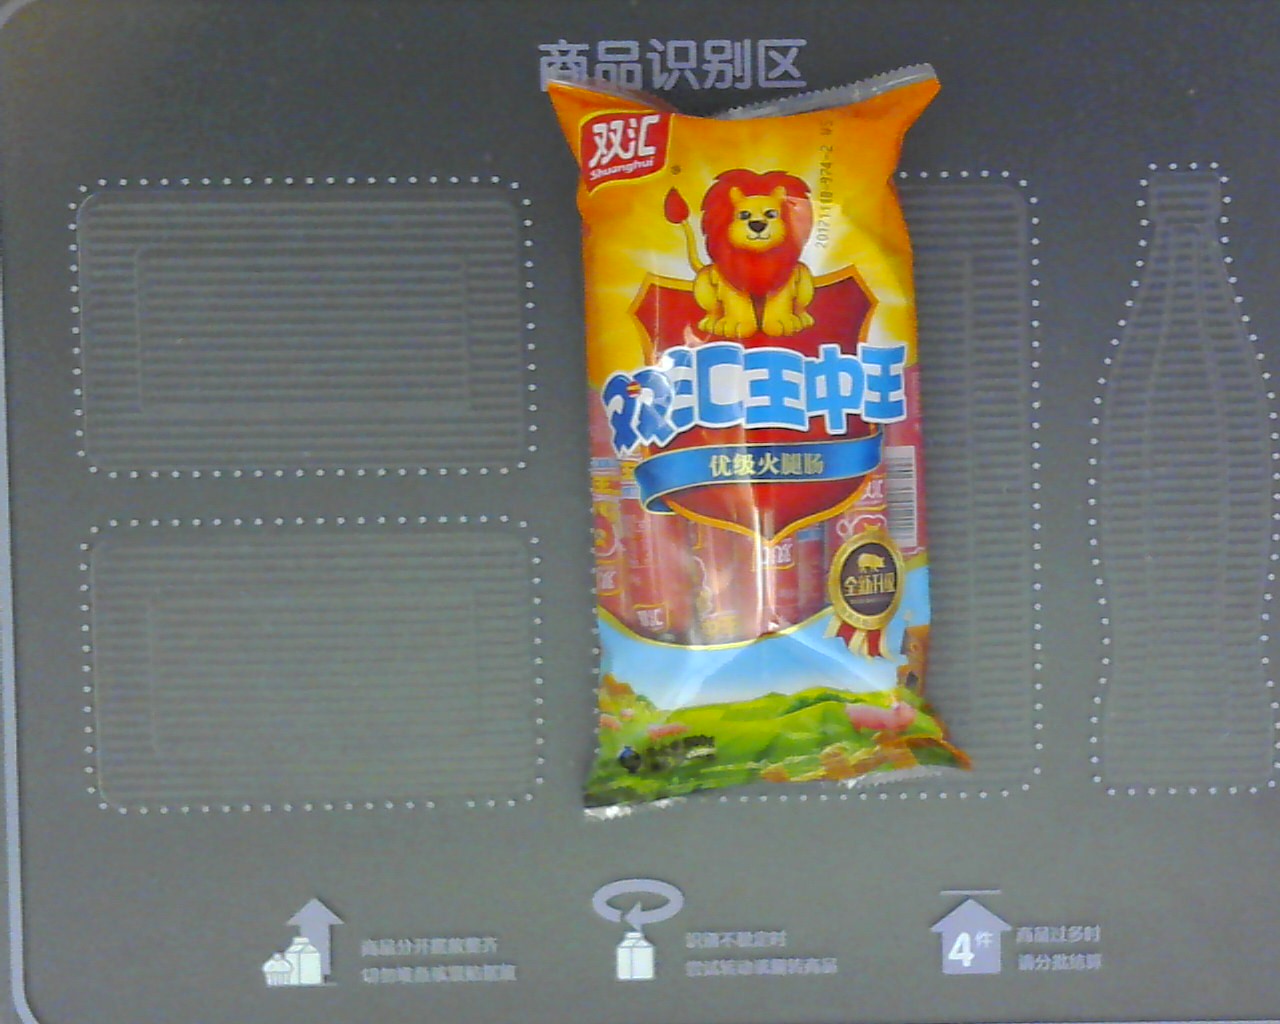 商品识别区
双汇
Shuanghui
®
双汇王中王
优级火腿肠
双汇
全新升级
商品分开摆放整齐
识别不稳定时
尝试转动或翻转商品
4件
商品过多时
请分批结算